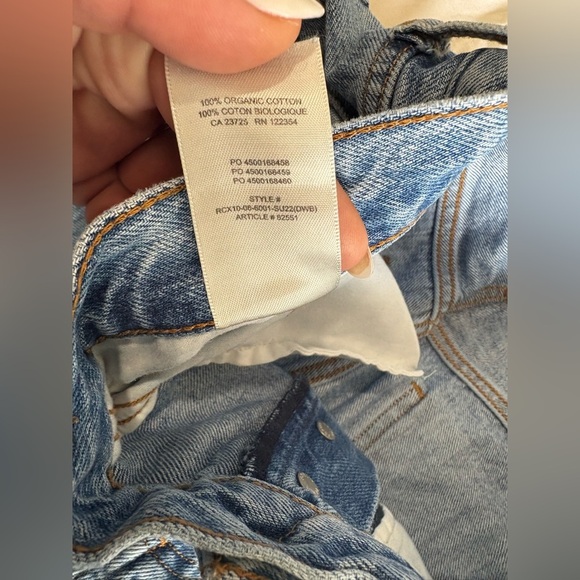 100% ORGANIC COTTON
100% COTON BIOLOGIQUE
CA 23725 RN 122354
PO 4500168458
PO 4500168459
PO 4500168460
STYLE #
RCX10-06-6001-SU22(DWB)
ARTICLE # 52551